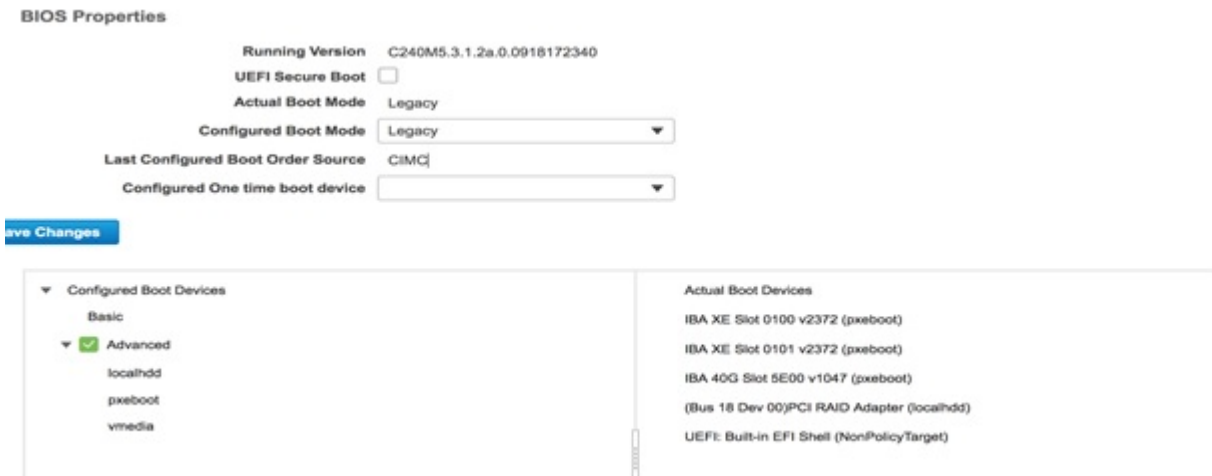 BIOS Properties
Running Version C240M5.3.1.2a.0.0918172340
UEFI Secure Boot
Actual Boot Mode Legacy
Configured Boot Mode Legacy
Last Configured Boot Order Source CIMC
Configured One time boot device
ave Changes
Configured Boot Devices
Basic
Advanced
localhdd
pxeboot
vmedia
Actual Boot Devices
IBA XE Slot 0100 v2372 (pxeboot)
IBA XE Slot 0101 v2372 (pxeboot)
IBA 40G Slot 5E00 v1047 (pxeboot)
(Bus 18 Dev 00)PCI RAID Adapter (localhdd)
UEFI: Built-in EFI Shell (NonPolicyTarget)